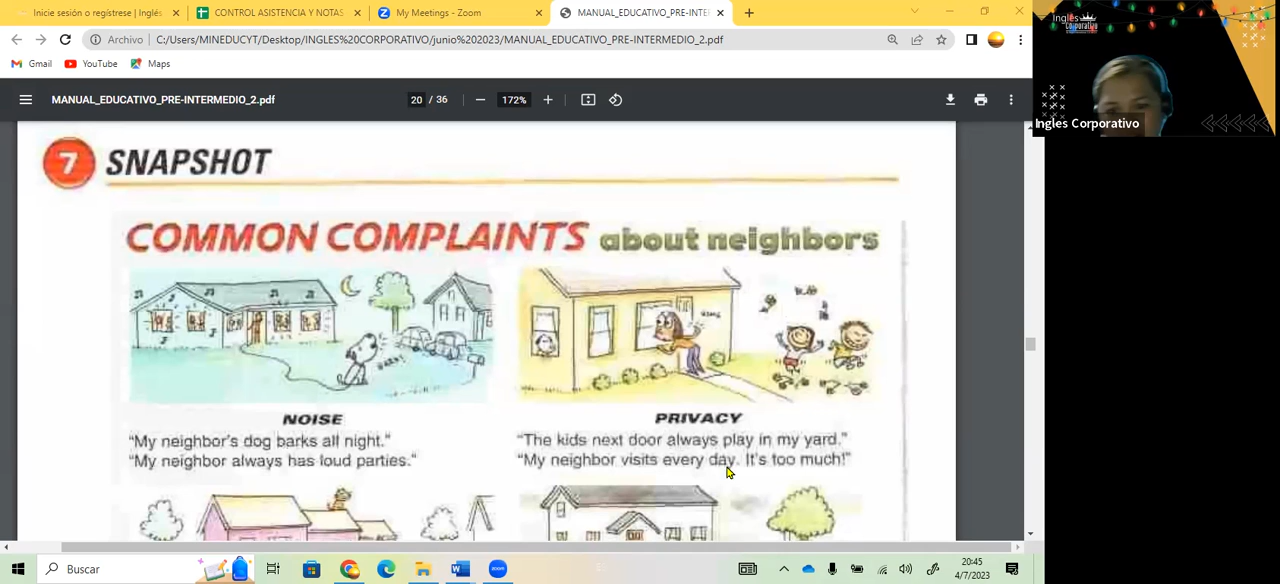 Inicie sesión o regístrese | Inglés
CONTROL ASISTENCIA Y NOTAS
My Meetings - Zoom
MANUAL_EDUCATIVO_PRE-INTER
Archivo
C:/Users/MINEDUCYT/Desktop/INGLES%20CORPORATIVO/junio%202023/MANUAL_EDUCATIVO_PRE-INTERMEDIO_2.pdf
Gmail
YouTube
Maps
MANUAL_EDUCATIVO_PRE-INTERMEDIO_2.pdf
20 / 36
172%
Ingles
Corporativo
Ingles Corporativo
7 SNAPSHOT
COMMON COMPLAINTS about neighbors
BARK!
NOISE
"My neighbor's dog barks all night."
"My neighbor always has loud parties."
PRIVACY
"The kids next door always play in my yard."
"My neighbor visits every day. It's too much!"
Buscar
zoom
20:45
4/7/2023